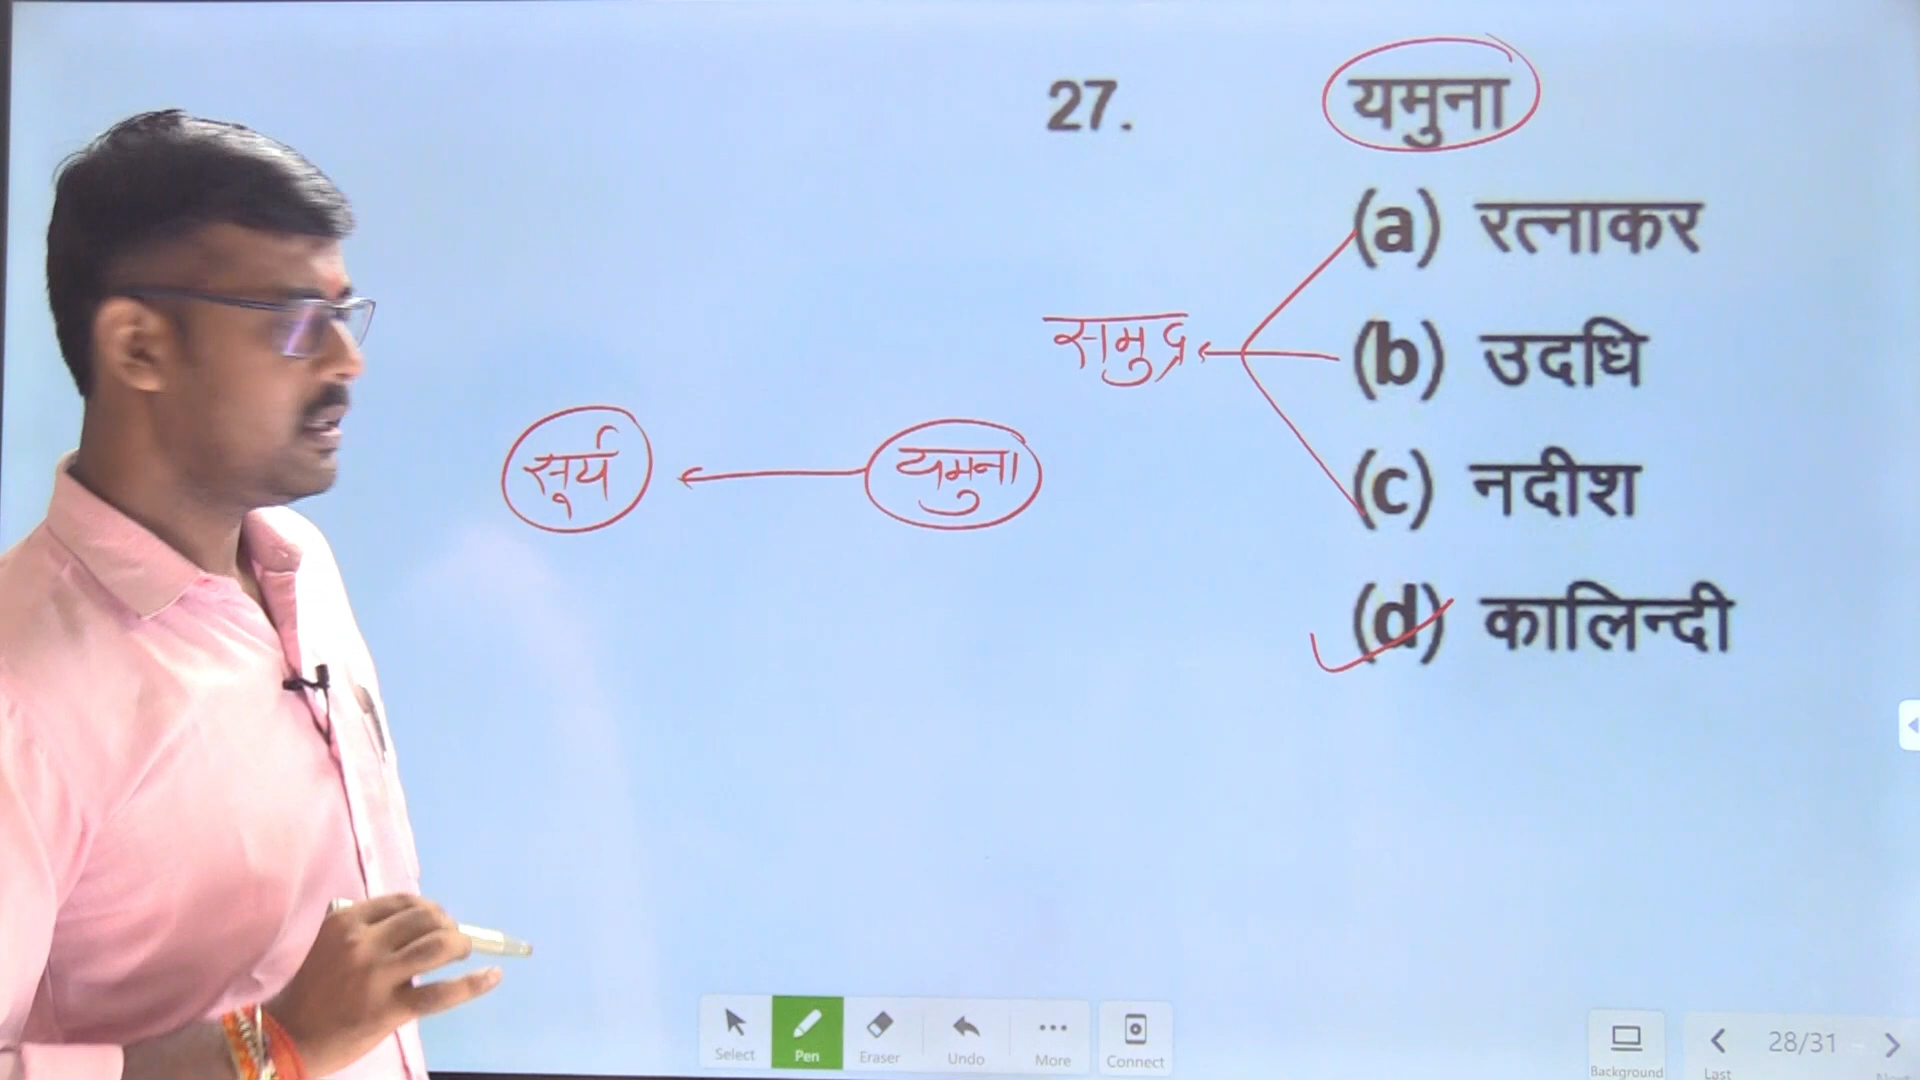 27. यमुना
(a) रत्नाकर
समुद्र
(b) उदधि
सूर्य यमुना
(c) नदीश
(d) कालिन्दी
Select Pen Eraser Undo More Connect
Background
28/31
Last